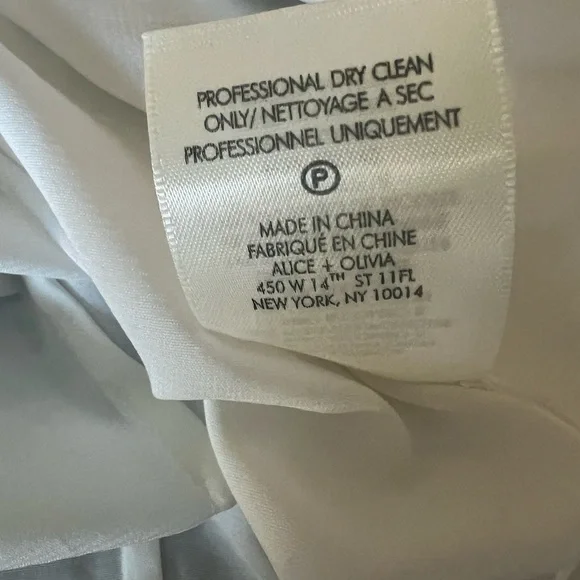 PROFESSIONAL DRY CLEAN
ONLY/ NETTOYAGE A SEC
PROFESSIONNEL UNIQUEMENT
P
MADE IN CHINA
FABRIQUÉ EN CHINE
ALICE + OLIVIA
450 W 14TH ST 11FL
NEW YORK, NY 10014